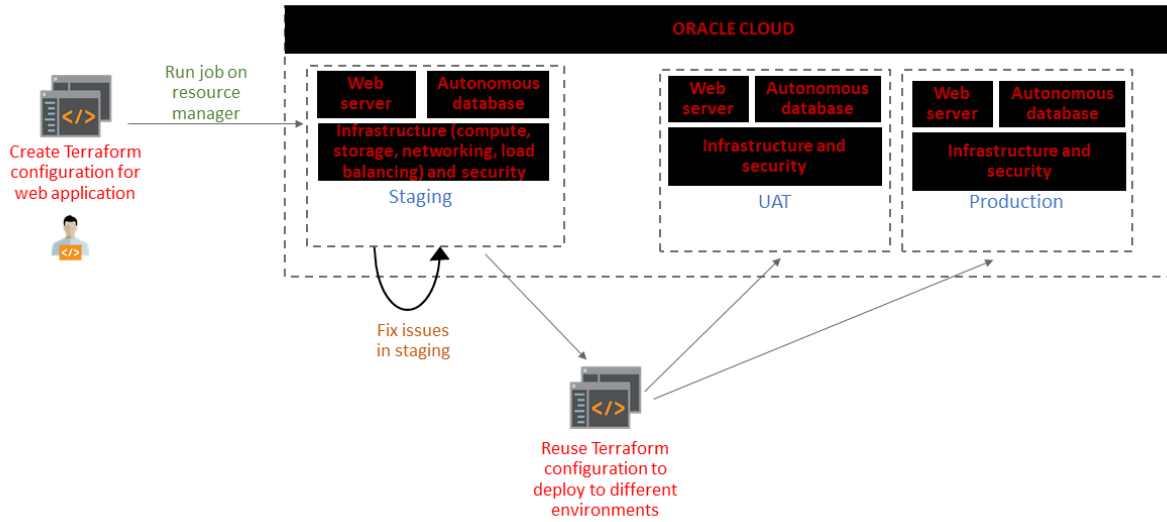 ORACLE CLOUD
Run job on
resource
manager
Create Terraform
configuration for
web application
Web
server
Autonomous
database
Infrastructure (compute,
storage, networking, load
balancing) and security
Staging
Web
server
Autonomous
database
Infrastructure and
security
UAT
Web
server
Autonomous
database
Infrastructure and
security
Production
Fix issues
in staging
Reuse Terraform
configuration to
deploy to different
environments